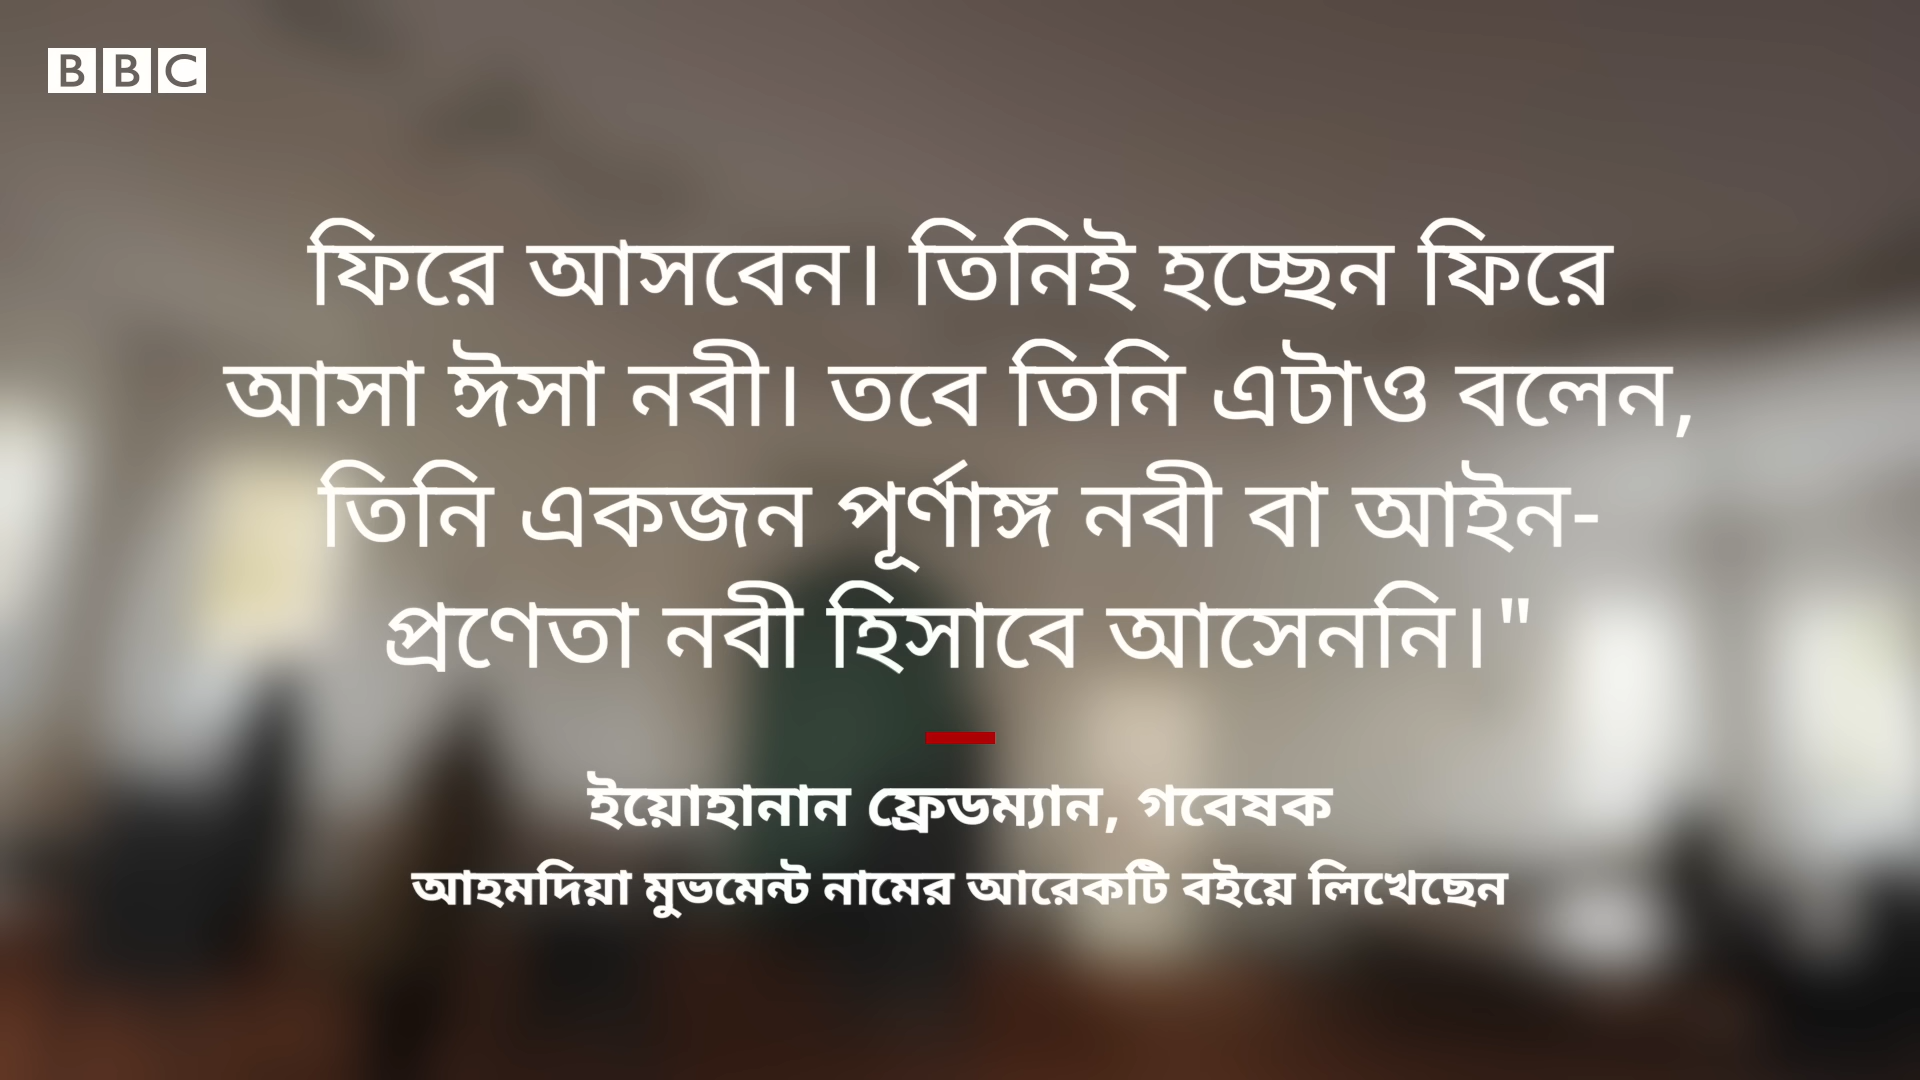 BBC
ফিরে আসবেন। তিনিই হচ্ছেন ফিরে
আসা ঈসা নবী। তবে তিনি এটাও বলেন,
তিনি একজন পূর্ণাঙ্গ নবী বা আইন-
প্রণেতা নবী হিসাবে আসেননি।"
ইয়োহানান ফ্রেডম্যান, গবেষক
আহমদিয়া মুভমেন্ট নামের আরেকটি বইয়ে লিখেছেন